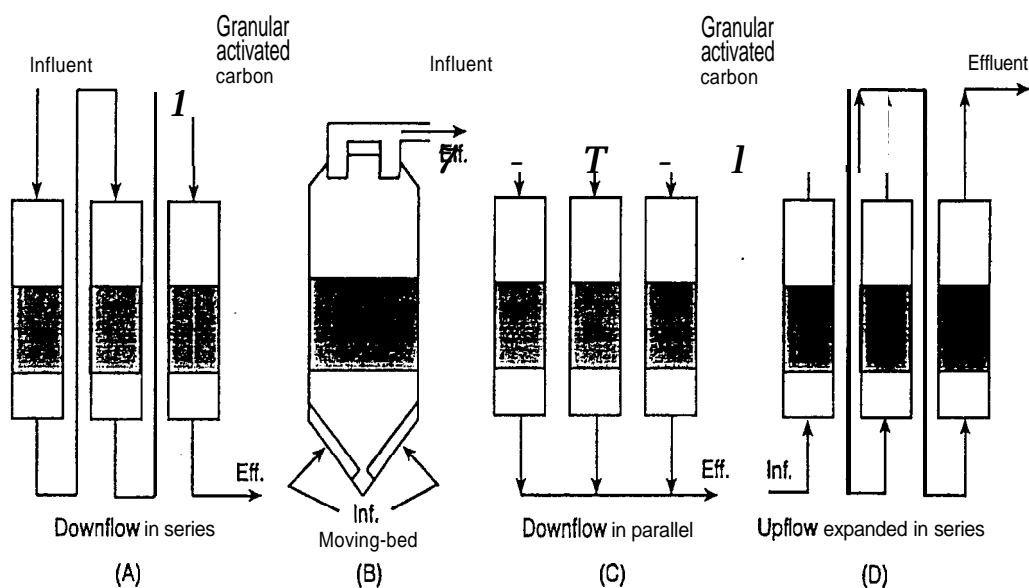 Granular
activated
carbon
Influent
Influent
Granular
activated
carbon
Effluent
1
Eff.
- T - l
Eff.
Inf.
Moving-bed
Eff.
Inf.
Downflow in series
Downflow in parallel
Upflow expanded in series
(A)
(B)
(C)
(D)